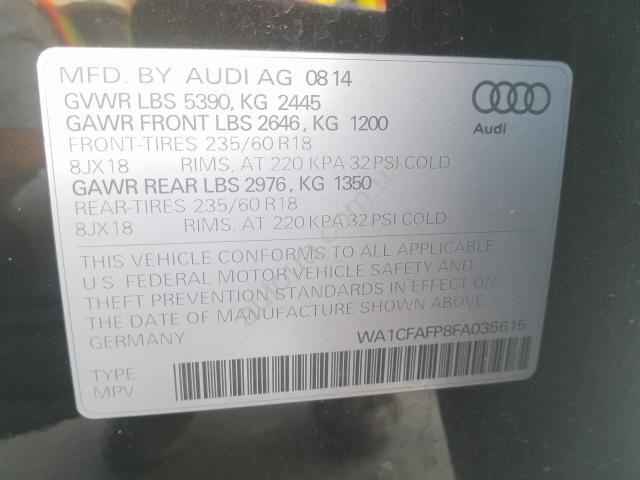 MFD. BY AUDI AG 08 14
GVWR LBS 5390, KG 2445
GAWR FRONT LBS 2646, KG 1200
FRONT-TIRES 235/60 R18
8JX18 RIMS, AT 220 KPA 32 PSI COLD
GAWR REAR LBS 2976, KG 1350
REAR-TIRES 235/60 R18
8JX18 RIMS, AT 220 KPA 32 PSI COLD
Audi
THIS VEHICLE CONFORMS TO ALL APPLICABLE
U.S. FEDERAL MOTOR VEHICLE SAFETY AND
THEFT PREVENTION STANDARDS IN EFFECT ON
THE DATE OF MANUFACTURE SHOWN ABOVE.
GERMANY WA1CFAFP8FA035615
TYPE
MPV